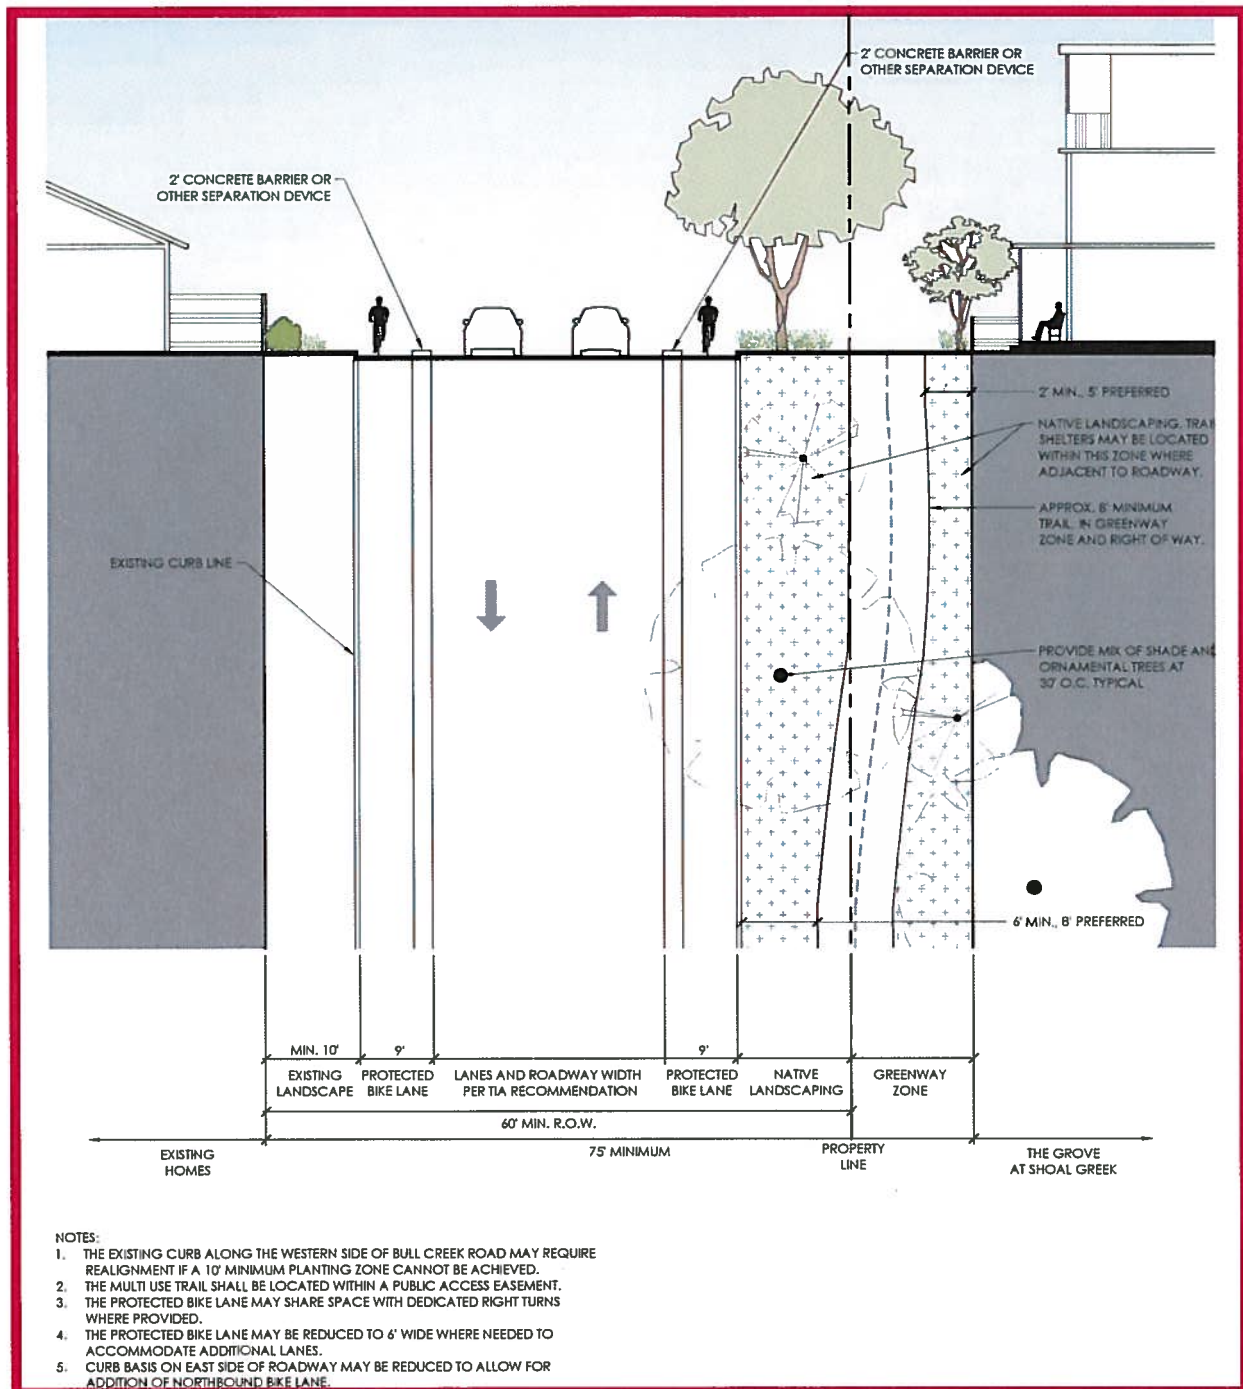 2' CONCRETE BARRIER OR
OTHER SEPARATION DEVICE
2' CONCRETE BARRIER OR
OTHER SEPARATION DEVICE
2' MIN., 5' PREFERRED
NATIVE LANDSCAPING. TRAI
SHELTERS MAY BE LOCATED
WITHIN THIS ZONE WHERE
ADJACENT TO ROADWAY.
APPROX. 8' MINIMUM
TRAIL. IN GREENWAY
ZONE AND RIGHT OF WAY.
EXISTING CURB LINE
PROVIDE MIX OF SHADE AND
ORNAMENTAL TREES AT
30' O.C. TYPICAL
6' MIN., 8' PREFERRED
MIN. 10'
9'
9'
EXISTING
LANDSCAPE
PROTECTED
BIKE LANE
LANES AND ROADWAY WIDTH
PER TIA RECOMMENDATION
PROTECTED
BIKE LANE
NATIVE
LANDSCAPING
GREENWAY
ZONE
60' MIN. R.O.W.
EXISTING
HOMES
75' MINIMUM
PROPERTY
LINE
THE GROVE
AT SHOAL GREEK
NOTES:
1. THE EXISTING CURB ALONG THE WESTERN SIDE OF BULL CREEK ROAD MAY REQUIRE
REALIGNMENT IF A 10' MINIMUM PLANTING ZONE CANNOT BE ACHIEVED.
2. THE MULTI USE TRAIL SHALL BE LOCATED WITHIN A PUBLIC ACCESS EASEMENT.
3. THE PROTECTED BIKE LANE MAY SHARE SPACE WITH DEDICATED RIGHT TURNS
WHERE PROVIDED.
4. THE PROTECTED BIKE LANE MAY BE REDUCED TO 6' WIDE WHERE NEEDED TO
ACCOMMODATE ADDITIONAL LANES.
5. CURB BASIS ON EAST SIDE OF ROADWAY MAY BE REDUCED TO ALLOW FOR
ADDITION OF NORTHBOUND BIKE LANE.